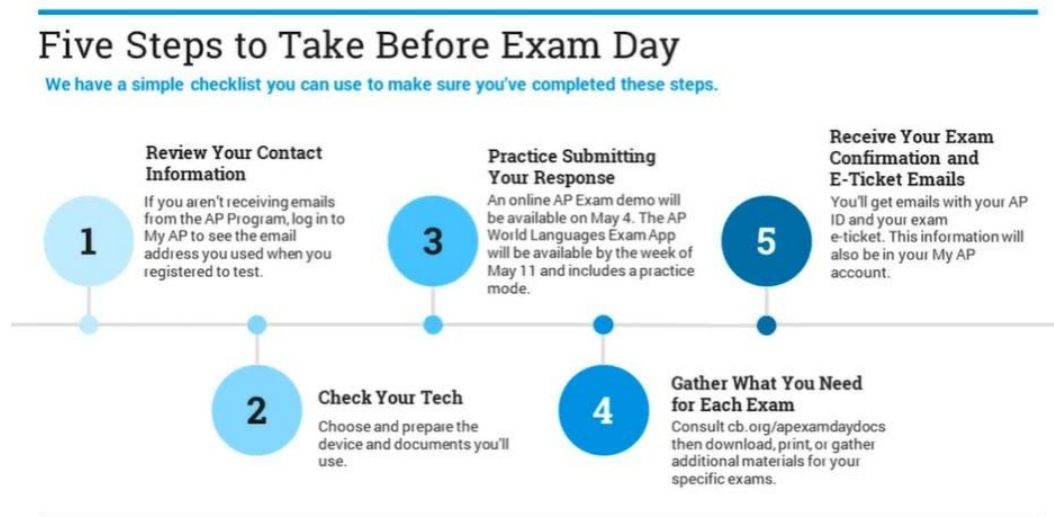 Five Steps to Take Before Exam Day
We have a simple checklist you can use to make sure you've completed these steps.
1
Review Your Contact
Information
If you aren't receiving emails
from the AP Program, log in to
My AP to see the email
address you used when you
registered to test.
2
Check Your Tech
Choose and prepare the
device and documents you'll
use.
3
Practice Submitting
Your Response
An online AP Exam demo will
be available on May 4. The AP
World Languages Exam App
will be available by the week of
May 11 and includes a practice
mode.
4
Gather What You Need
for Each Exam
Consult cb.org/apexamdaydocs
then download, print, or gather
additional materials for your
specific exams.
5
Receive Your Exam
Confirmation and
E-Ticket Emails
You'll get emails with your AP
ID and your exam
e-ticket. This information will
also be in your My AP
account.